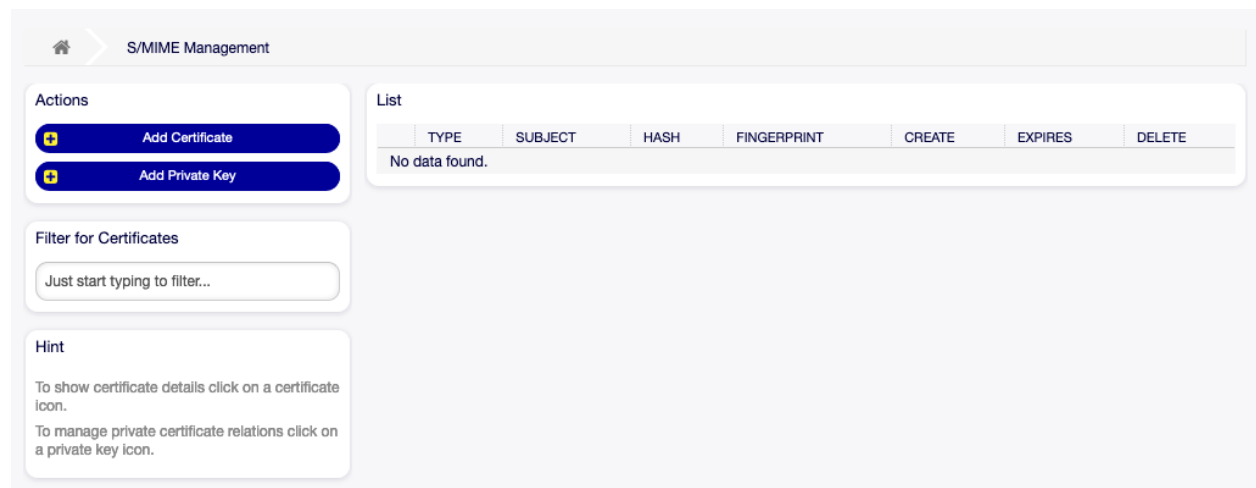 S/MIME Management
Actions
Add Certificate
Add Private Key
Filter for Certificates
Just start typing to filter...
Hint
To show certificate details click on a certificate
icon.
To manage private certificate relations click on
a private key icon.
List
TYPE SUBJECT HASH FINGERPRINT CREATE EXPIRES DELETE
No data found.